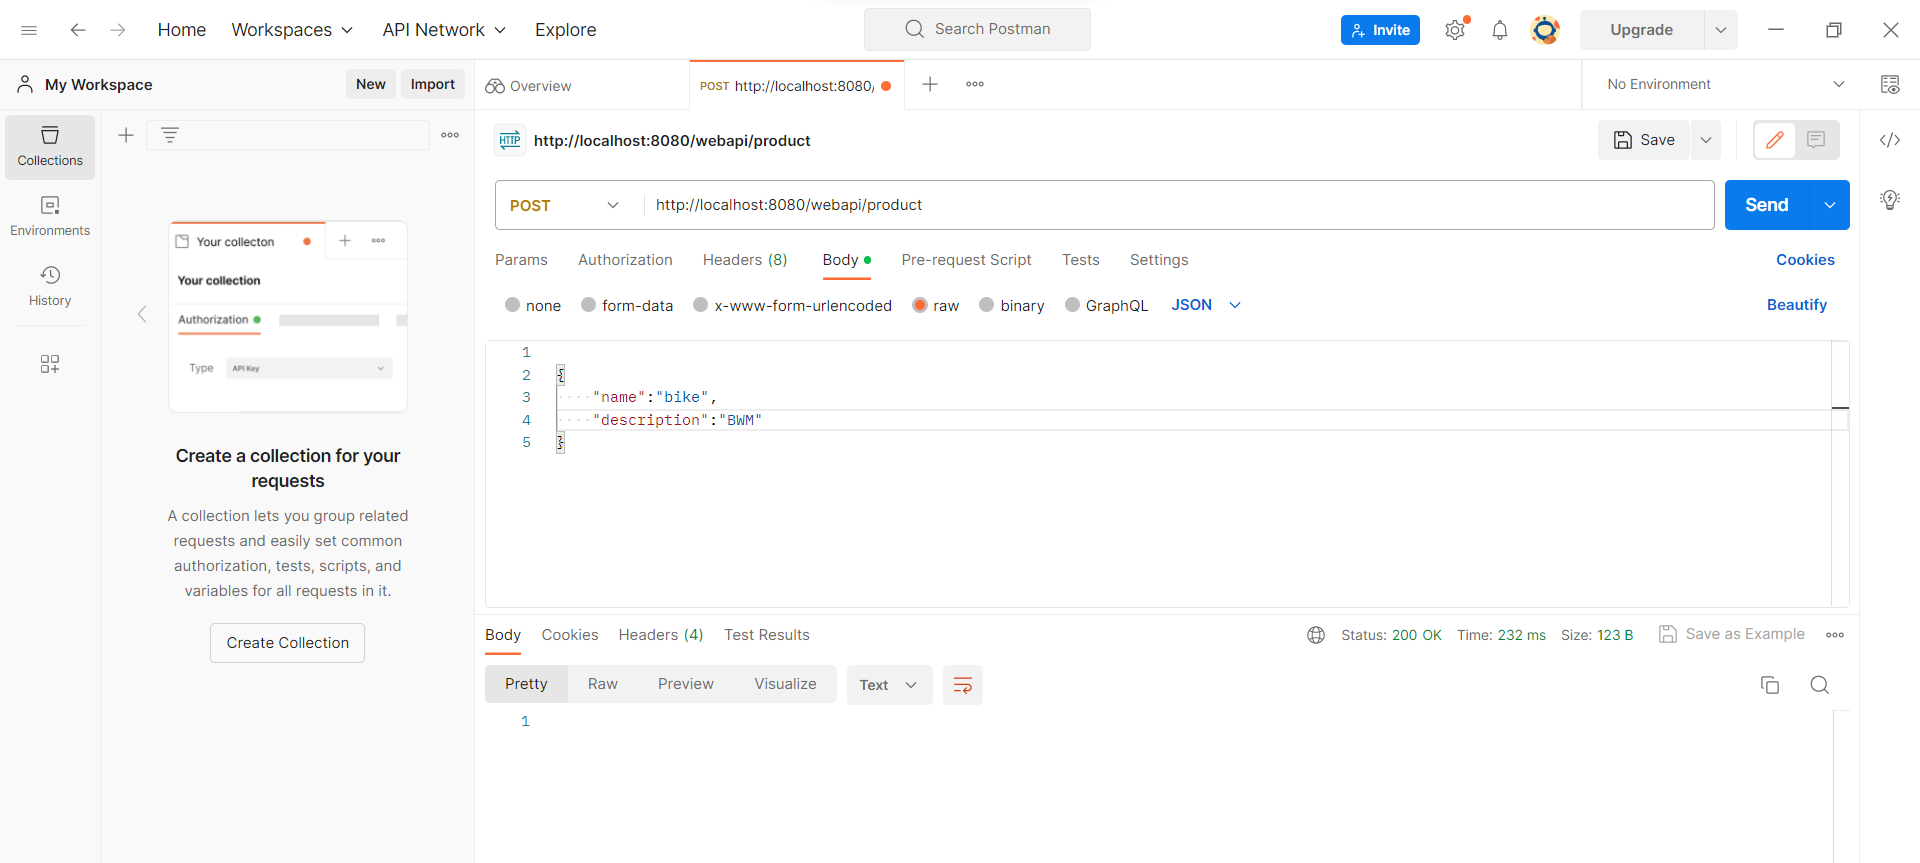 Home Workspaces API Network Explore Search Postman Invite Upgrade
My Workspace New Import Overview POST http://localhost:8080/ No Environment
Collections
HTTP http://localhost:8080/webapi/product Save
Environments
History
Your collecton
Your collection
Authorization
Type API Key
Create a collection for your
requests
A collection lets you group related
requests and easily set common
authorization, tests, scripts, and
variables for all requests in it.
Create Collection
POST http://localhost:8080/webapi/product Send
Params Authorization Headers (8) Body Pre-request Script Tests Settings Cookies
none form-data x-www-form-urlencoded raw binary GraphQL JSON Beautify
1
2 {
3 "name":"bike",
4 "description":"BWM"
5 }
Body Cookies Headers (4) Test Results Status: 200 OK Time: 232 ms Size: 123 B Save as Example
Pretty Raw Preview Visualize Text
1